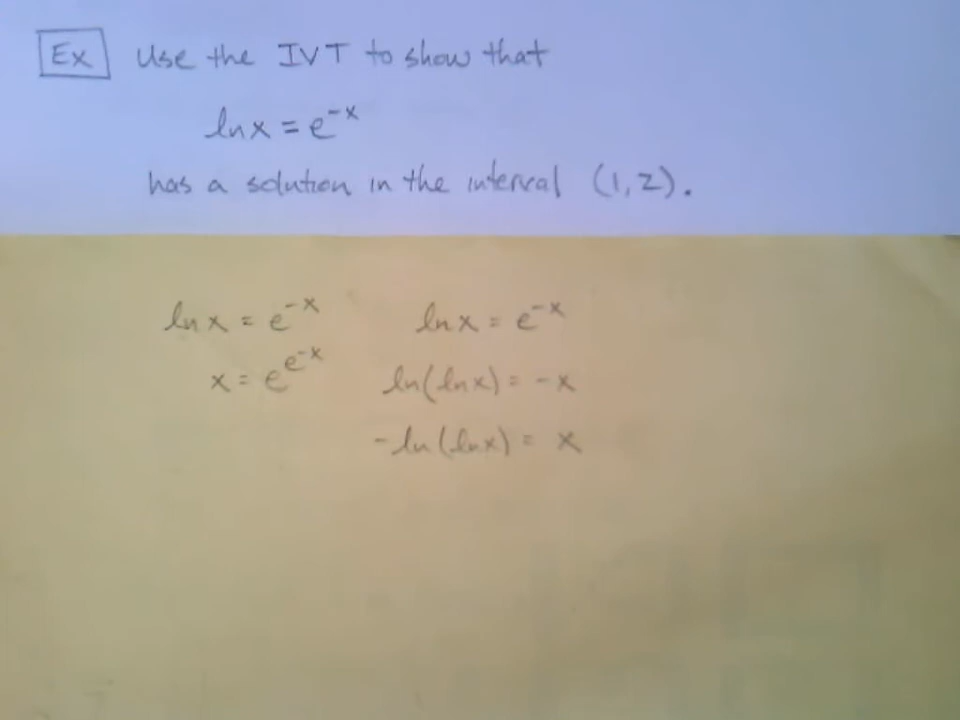 Ex Use the IVT to show that
ln x = e^{-x}
has a solution in the interval (1,2).
ln x = e^{-x}
x = e^{e^{-x}}
ln x = e^{-x}
ln(ln x) = -x
-ln(ln x) = x